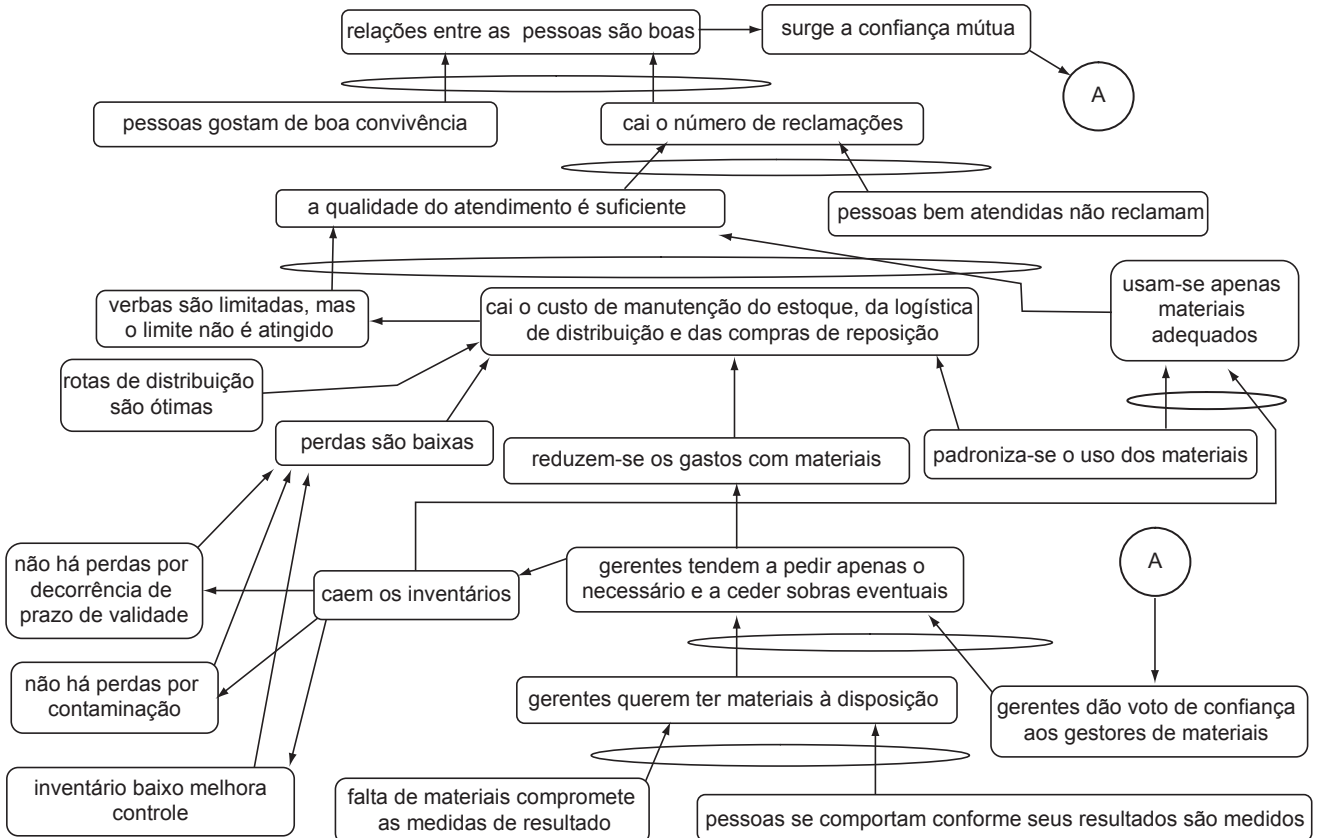 relações entre as pessoas são boas
surge a confiança mútua
A
pessoas gostam de boa convivência
cai o número de reclamações
a qualidade do atendimento é suficiente
pessoas bem atendidas não reclamam
verbas são limitadas, mas
o limite não é atingido
cai o custo de manutenção do estoque, da logística
de distribuição e das compras de reposição
usam-se apenas
materiais
adequados
rotas de distribuição
são ótimas
perdas são baixas
reduzem-se os gastos com materiais
padroniza-se o uso dos materiais
não há perdas por
decorrência de
prazo de validade
caem os inventários
gerentes tendem a pedir apenas o
necessário e a ceder sobras eventuais
A
não há perdas por
contaminação
gerentes querem ter materiais à disposição
gerentes dão voto de confiança
aos gestores de materiais
inventário baixo melhora
controle
falta de materiais compromete
as medidas de resultado
pessoas se comportam conforme seus resultados são medidos